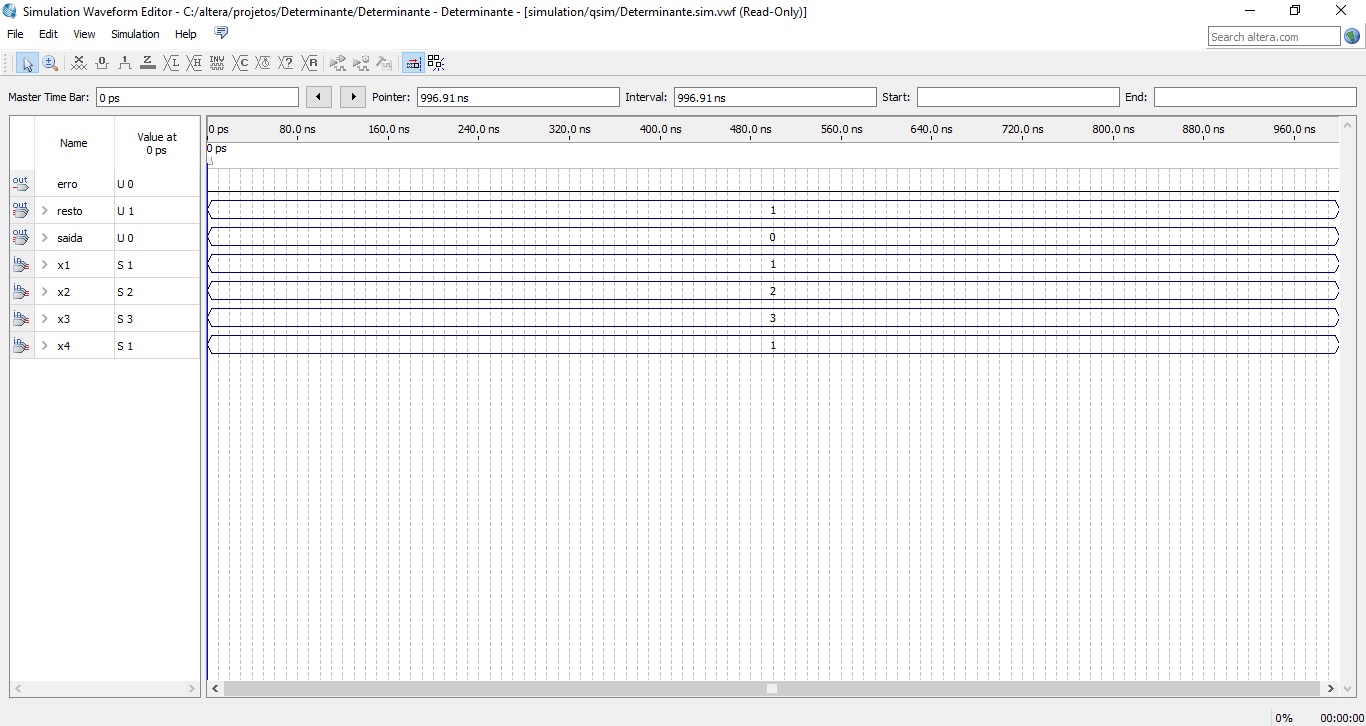 Simulation Waveform Editor - C:/altera/projetos/Determinante/Determinante - Determinante - [simulation/qsim/Determinante.sim.vwf (Read-Only)]
File Edit View Simulation Help
Search altera.com
Master Time Bar: 0 ps Pointer: 996.91 ns Interval: 996.91 ns Start: End:
Name Value at 0 ps
0 ps 80.0 ns 160.0 ns 240.0 ns 320.0 ns 400.0 ns 480.0 ns 560.0 ns 640.0 ns 720.0 ns 800.0 ns 880.0 ns 960.0 ns
0 ps
out erro U 0
out resto U 1 1
out saida U 0 0
in x1 S 1 1
in x2 S 2 2
in x3 S 3 3
in x4 S 1 1
0% 00:00:00